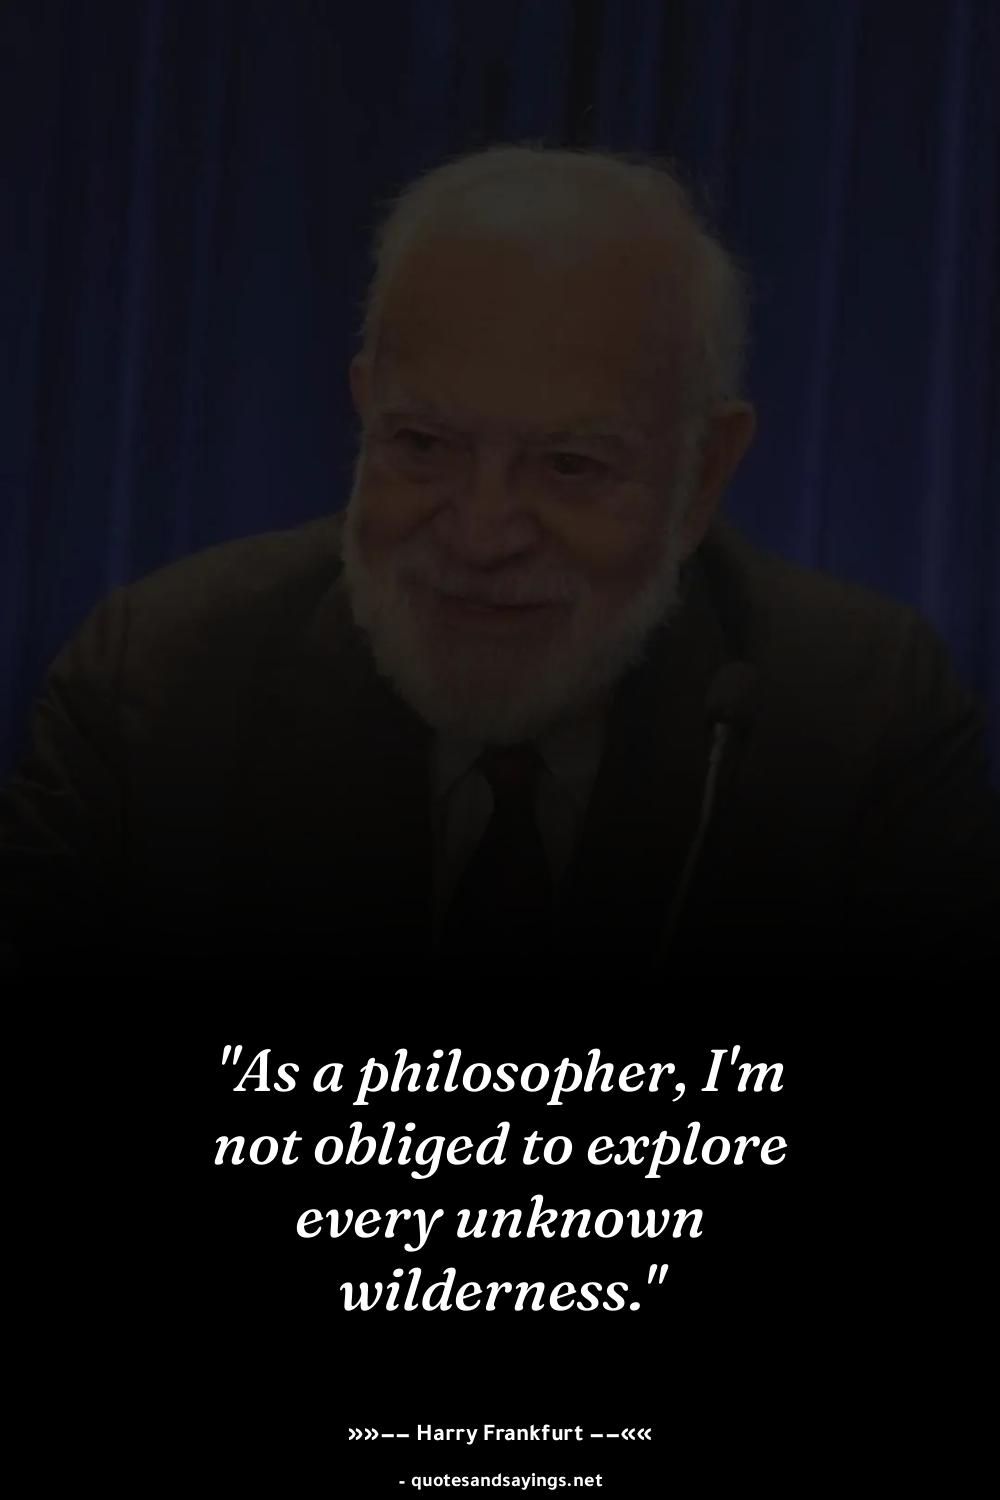 "As a philosopher, I'm
not obliged to explore
every unknown
wilderness."
»»–– Harry Frankfurt ––««
- quotesandsayings.net